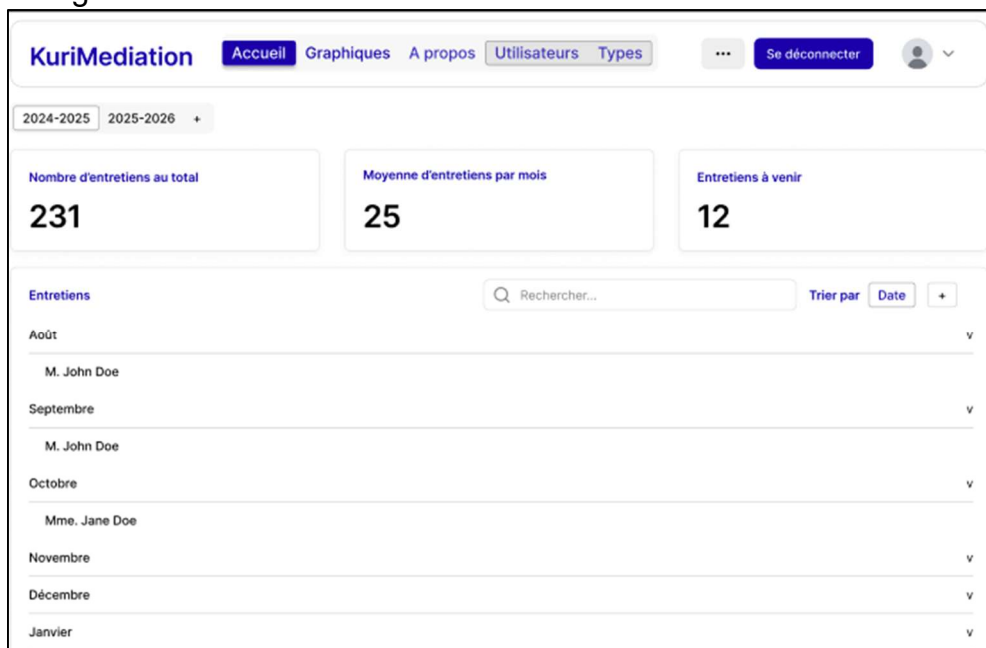 KuriMediation Accueil Graphiques A propos Utilisateurs Types ... Se déconnecter
2024-2025 2025-2026 +
Nombre d'entretiens au total Moyenne d'entretiens par mois Entretiens à venir
231 25 12
Entretiens Rechercher... Trier par Date +
Août v
M. John Doe
Septembre v
M. John Doe
Octobre v
Mme. Jane Doe
Novembre v
Décembre v
Janvier v